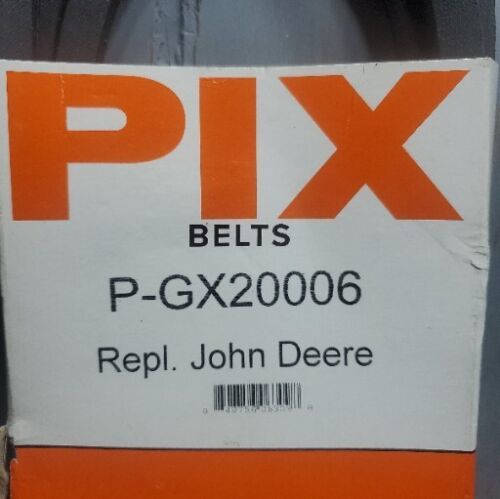 PIX
BELTS
P-GX20006
Repl. John Deere